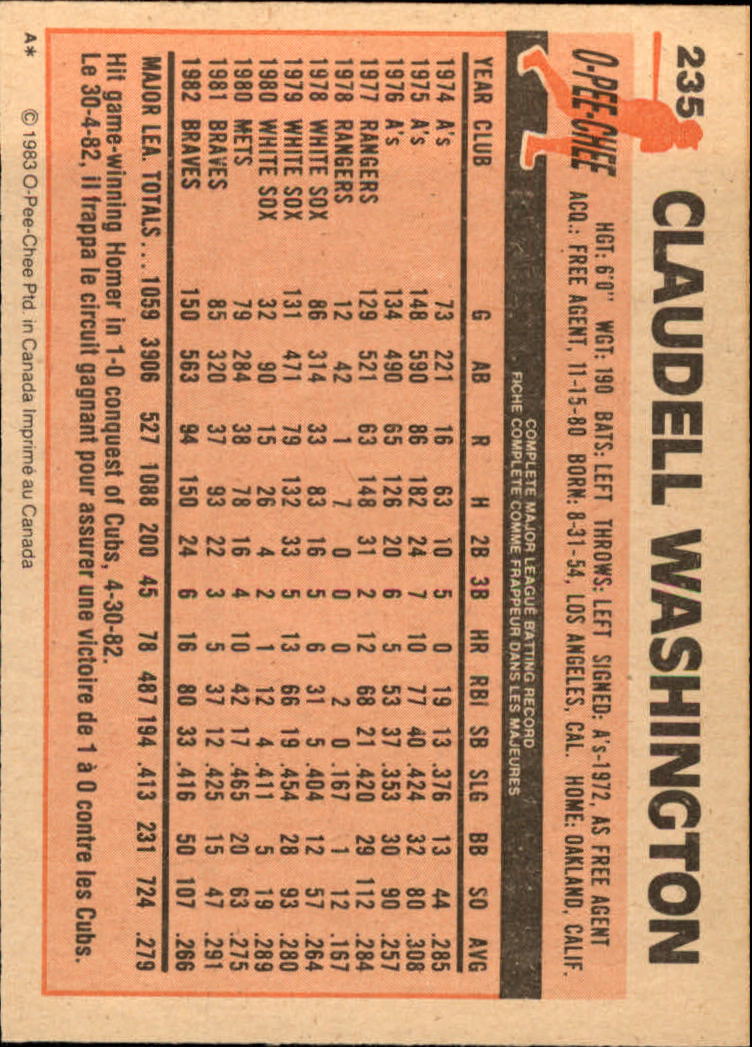 235 CLAUDELL WASHINGTON
O-PEE-CHEE
HGT: 6'0" WGT: 190 BATS: LEFT THROWS: LEFT SIGNED: A's-1972, AS FREE AGENT
ACQ.: FREE AGENT, 11-15-80 BORN: 8-31-54, LOS ANGELES, CAL. HOME: OAKLAND, CALIF.
COMPLETE MAJOR LEAGUE BATTING RECORD
FICHE COMPLETE COMME FRAPPEUR DANS LES MAJEURES
YEAR CLUB G AB R H 2B 3B HR RBI SB SLG BB SO AVG
1974 A's 73 221 16 63 10 5 0 19 13 .376 13 44 .285
1975 A's 148 590 86 182 24 7 10 77 40 .424 32 80 .308
1976 A's 134 490 65 126 20 6 5 53 37 .353 30 90 .257
1977 RANGERS 129 521 63 148 31 2 12 68 21 .420 29 112 .284
1978 RANGERS 12 42 1 7 0 0 0 2 0 .167 1 12 .167
1978 WHITE SOX 86 314 33 83 16 5 6 31 5 .404 12 57 .264
1979 WHITE SOX 131 471 79 132 33 5 13 66 19 .454 28 93 .280
1980 WHITE SOX 32 90 15 26 4 2 1 12 4 .411 5 19 .289
1980 METS 79 284 38 78 16 4 10 42 17 .465 20 63 .275
1981 BRAVES 85 320 37 93 22 3 5 37 12 .425 15 47 .291
1982 BRAVES 150 563 94 150 24 6 16 80 33 .416 50 107 .266
MAJOR LEA. TOTALS... 1059 3906 527 1088 200 45 78 487 194 .413 231 724 .279
Hit game-winning Homer in 1-0 conquest of Cubs, 4-30-82.
Le 30-4-82, il frappa le circuit gagnant pour assurer une victoire de 1 à 0 contre les Cubs.
A* © 1983 O-Pee-Chee Ptd. in Canada Imprimé au Canada